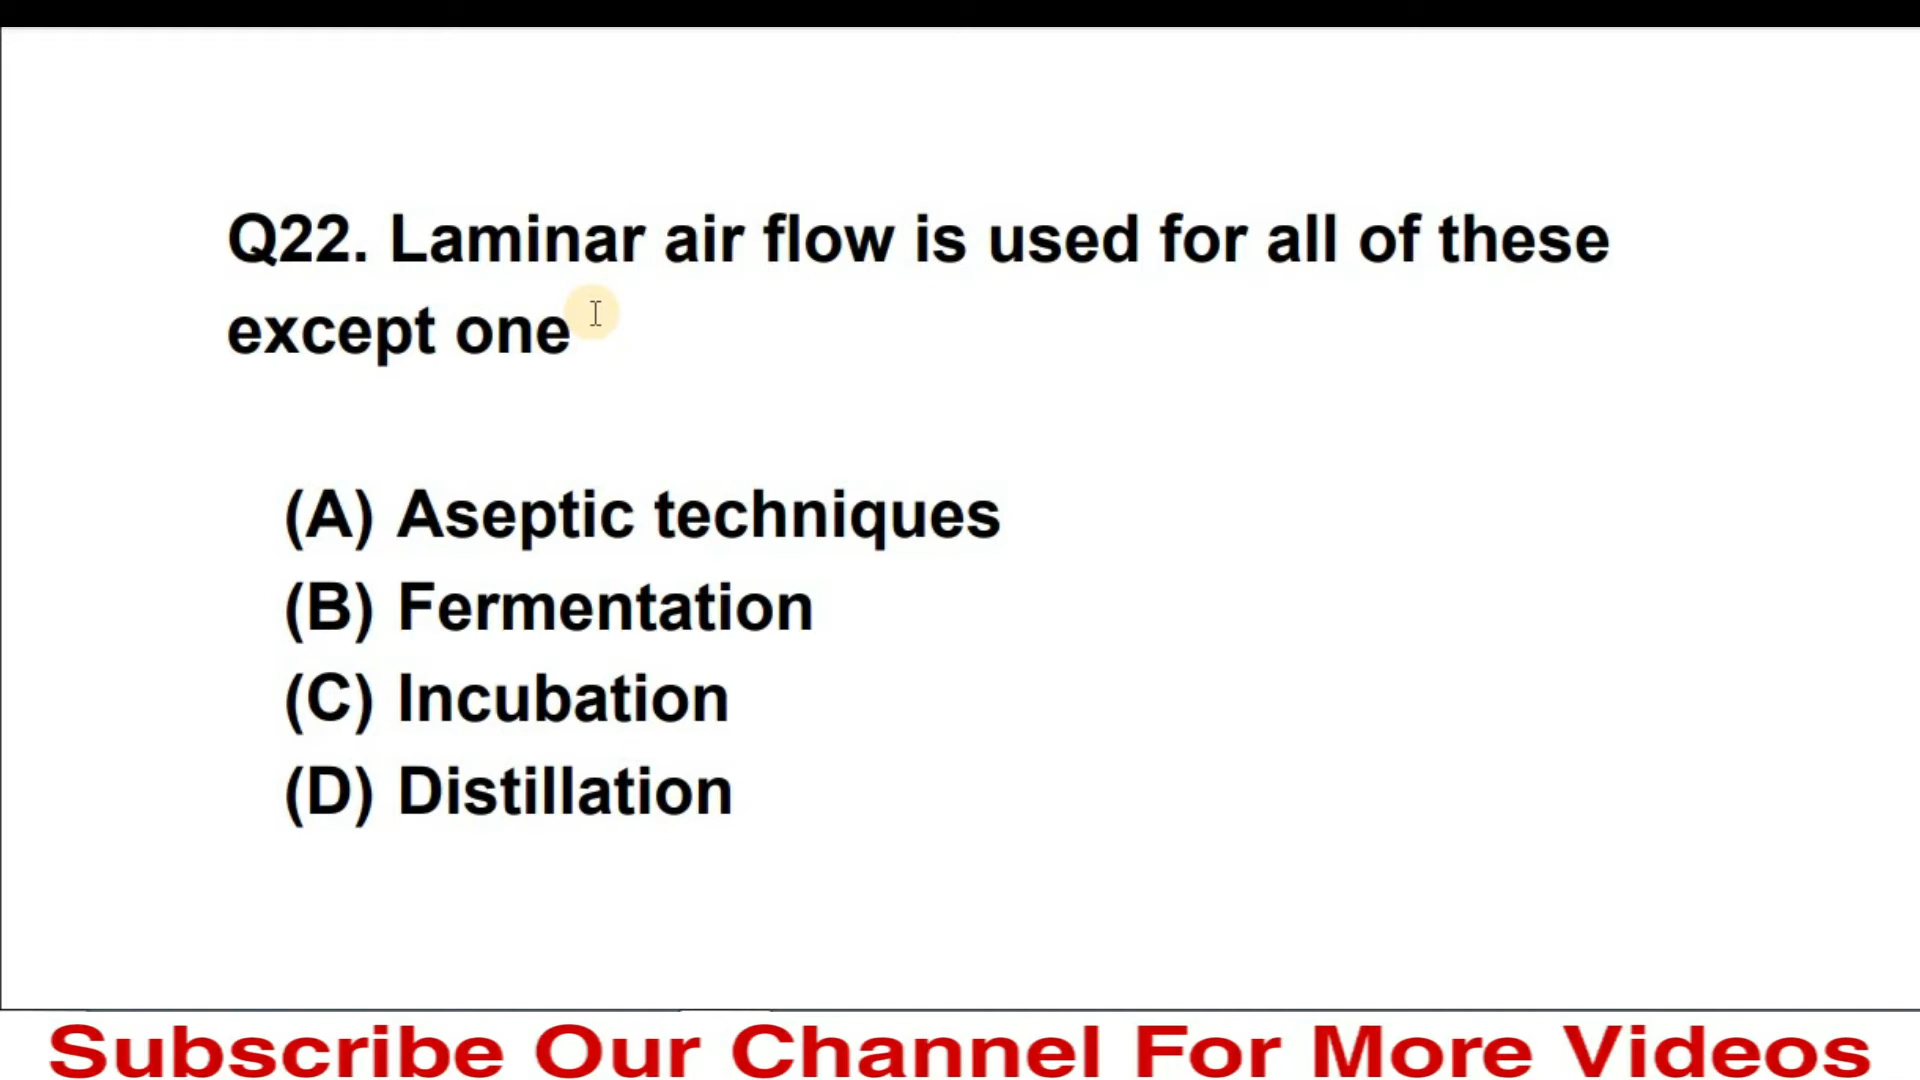 Q22. Laminar air flow is used for all of these
except one
(A) Aseptic techniques
(B) Fermentation
(C) Incubation
(D) Distillation
Subscribe Our Channel For More Videos